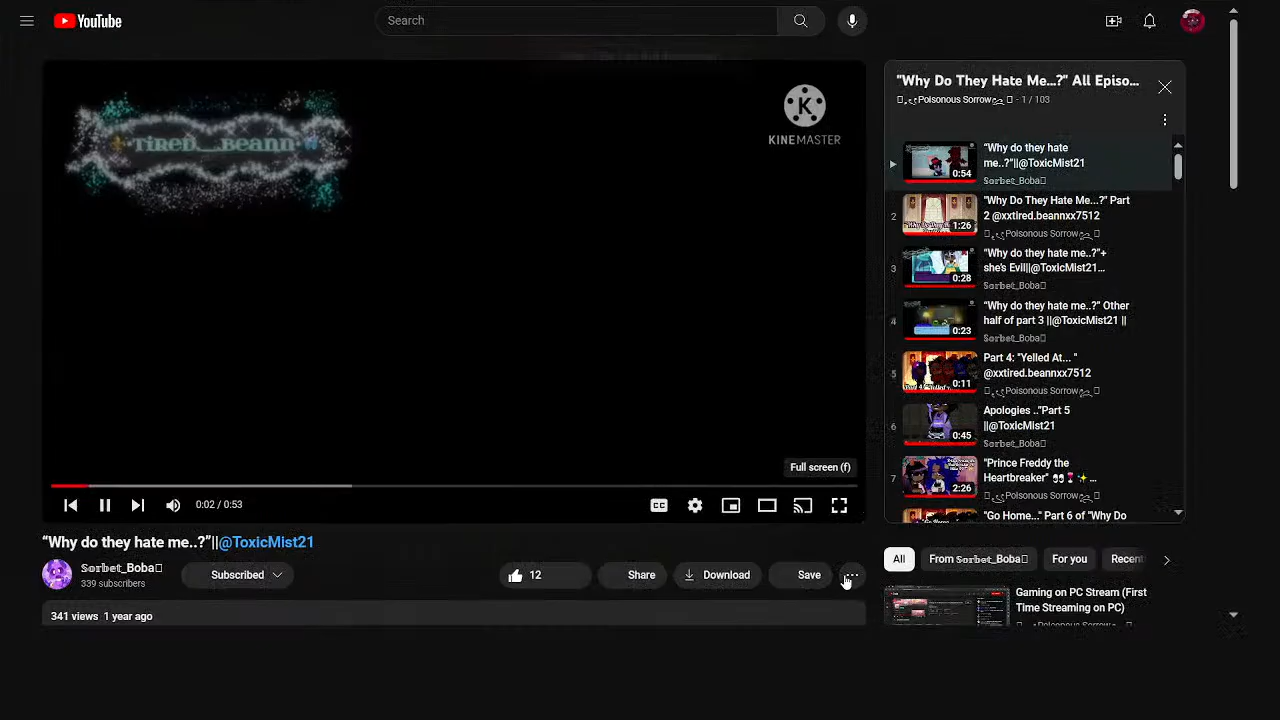 YouTube
Search
TIRED__BEANN
KINEMASTER
Full screen (f)
0:02 / 0:53
"Why do they hate me..?"||@ToxicMist21
Sorbet_Boba
339 subscribers
Subscribed
12
Share
Download
Save
341 views 1 year ago
"Why Do They Hate Me...?" All Episo...
Poisonous Sorrow - 1 / 103
"Why do they hate
me..?"||@ToxicMist21
Sorbet_Boba
0:54
2
"Why Do They Hate Me...?" Part
2 @xxtired.beannxx7512
Poisonous Sorrow
1:26
3
"Why do they hate me..?"+
she's Evil||@ToxicMist21...
Sorbet_Boba
0:28
4
"Why do they hate me..?" Other
half of part 3 ||@ToxicMist21 ||
Sorbet_Boba
0:23
5
Part 4: "Yelled At... "
@xxtired.beannxx7512
Poisonous Sorrow
0:11
6
Apologies .."Part 5
||@ToxicMist21
Sorbet_Boba
0:45
7
"Prince Freddy the
Heartbreaker" 👀❣️✨...
Poisonous Sorrow
2:26
"Go Home..." Part 6 of "Why Do
All
From Sorbet_Boba
For you
Recent
Gaming on PC Stream (First
Time Streaming on PC)